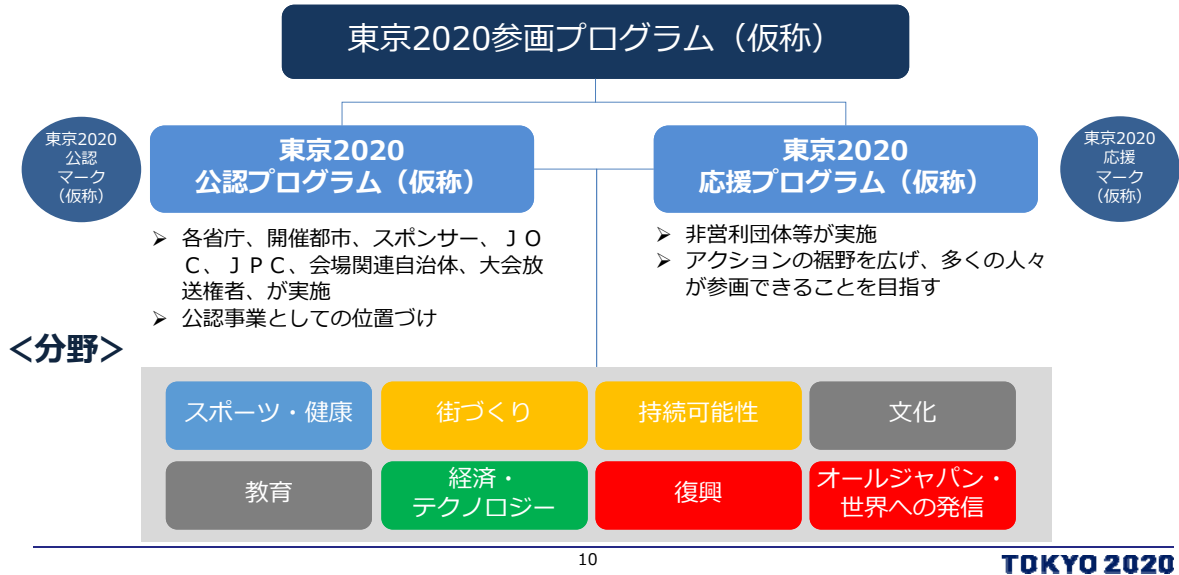 東京2020参画プログラム（仮称）
東京2020
公認
マーク
（仮称）
東京2020
公認プログラム（仮称）
東京2020
応援プログラム（仮称）
東京2020
応援
マーク
（仮称）
➢ 各省庁、開催都市、スポンサー、ＪＯ
Ｃ、ＪＰＣ、会場関連自治体、大会放
送権者、が実施
➢ 公認事業としての位置づけ
➢ 非営利団体等が実施
➢ アクションの裾野を広げ、多くの人々
が参画できることを目指す
＜分野＞
スポーツ・健康
街づくり
持続可能性
文化
教育
経済・
テクノロジー
復興
オールジャパン・
世界への発信
10
TOKYO 2020